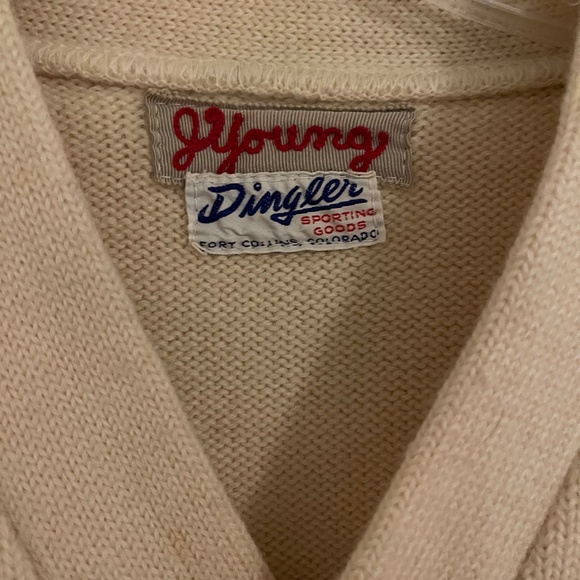 JYoung
Dingler
SPORTING
GOODS
FORT COLLINS, COLORADO